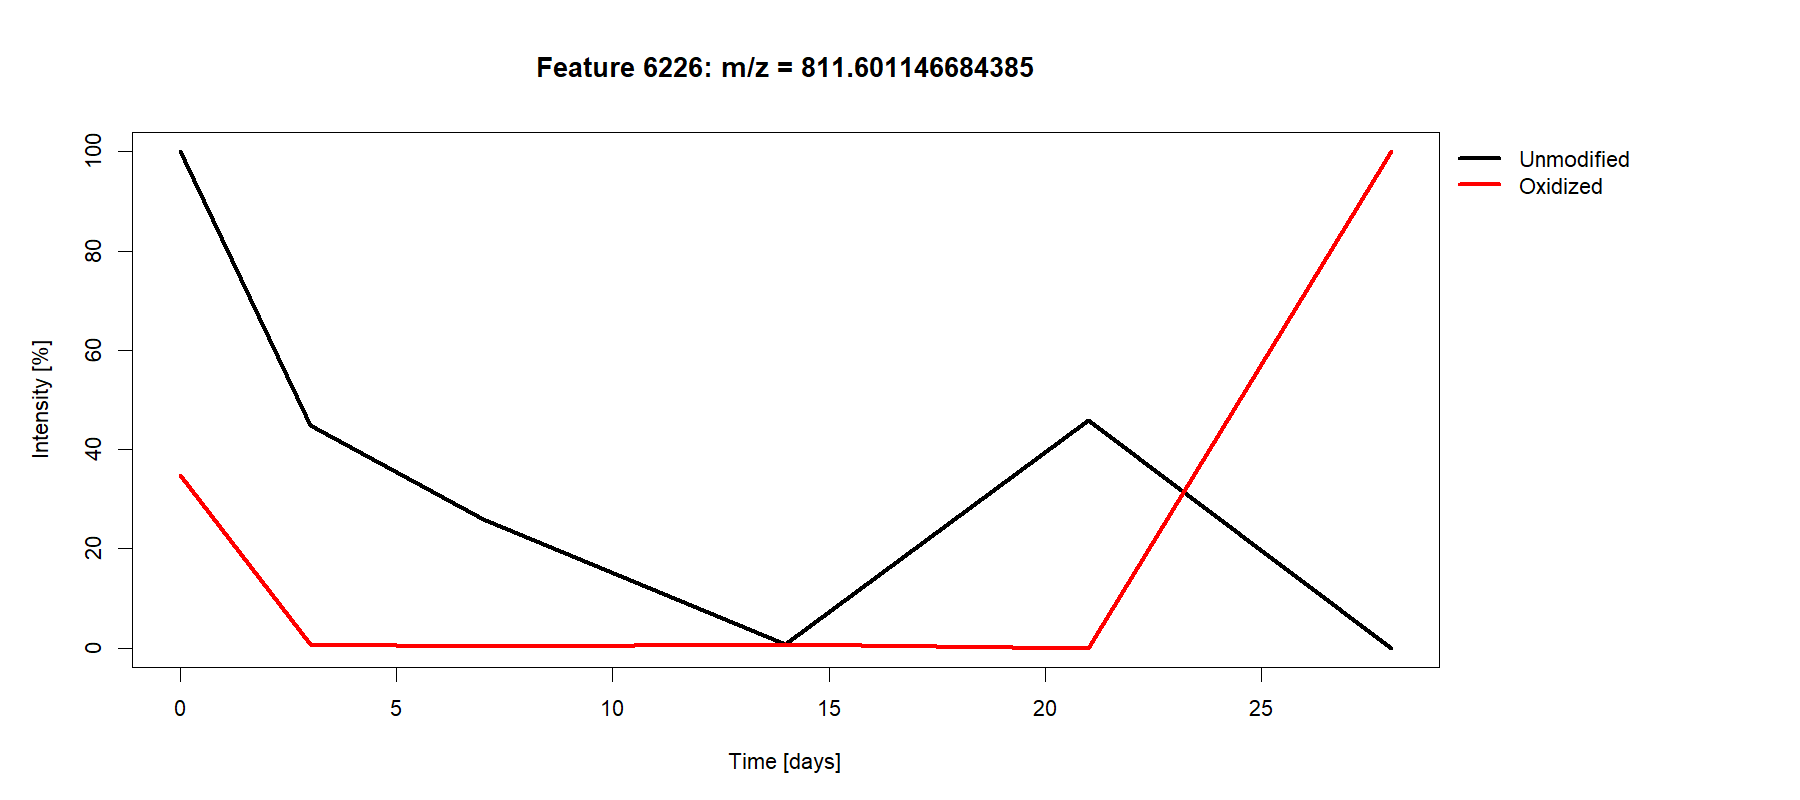 Feature 6226: m/z = 811.601146684385
Unmodified
Oxidized
Intensity [%]
100
80
60
40
20
0
0 5 10 15 20 25
Time [days]